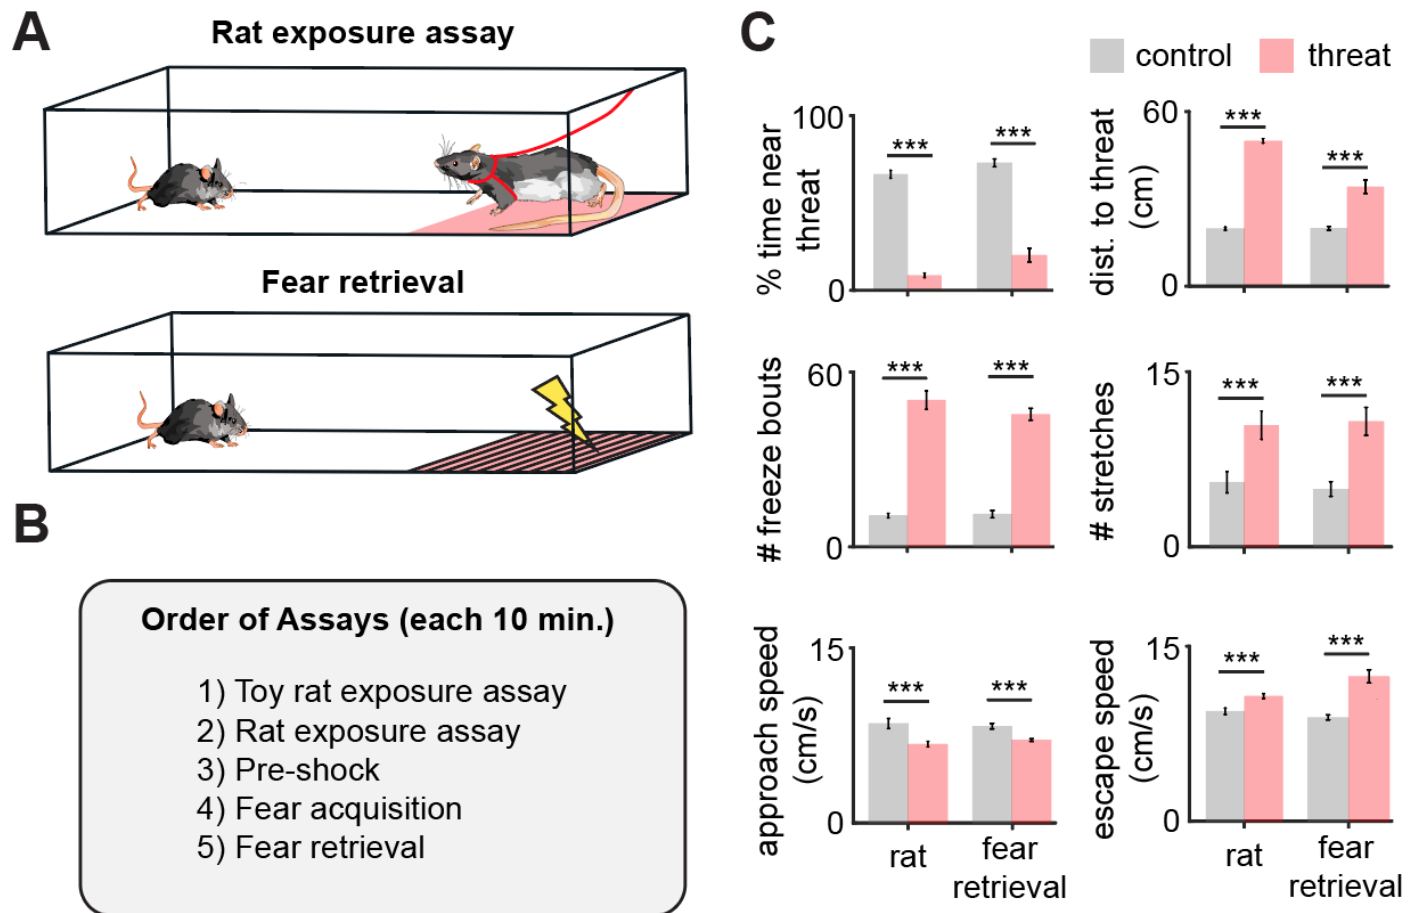 A
Rat exposure assay
Fear retrieval
B
Order of Assays (each 10 min.)
1) Toy rat exposure assay
2) Rat exposure assay
3) Pre-shock
4) Fear acquisition
5) Fear retrieval
C
control
threat
% time near
threat
100
0
***
***
dist. to threat
(cm)
60
0
***
***
# freeze bouts
60
0
***
***
# stretches
15
0
***
***
approach speed
(cm/s)
15
0
***
***
rat
fear
retrieval
escape speed
(cm/s)
15
0
***
***
rat
fear
retrieval